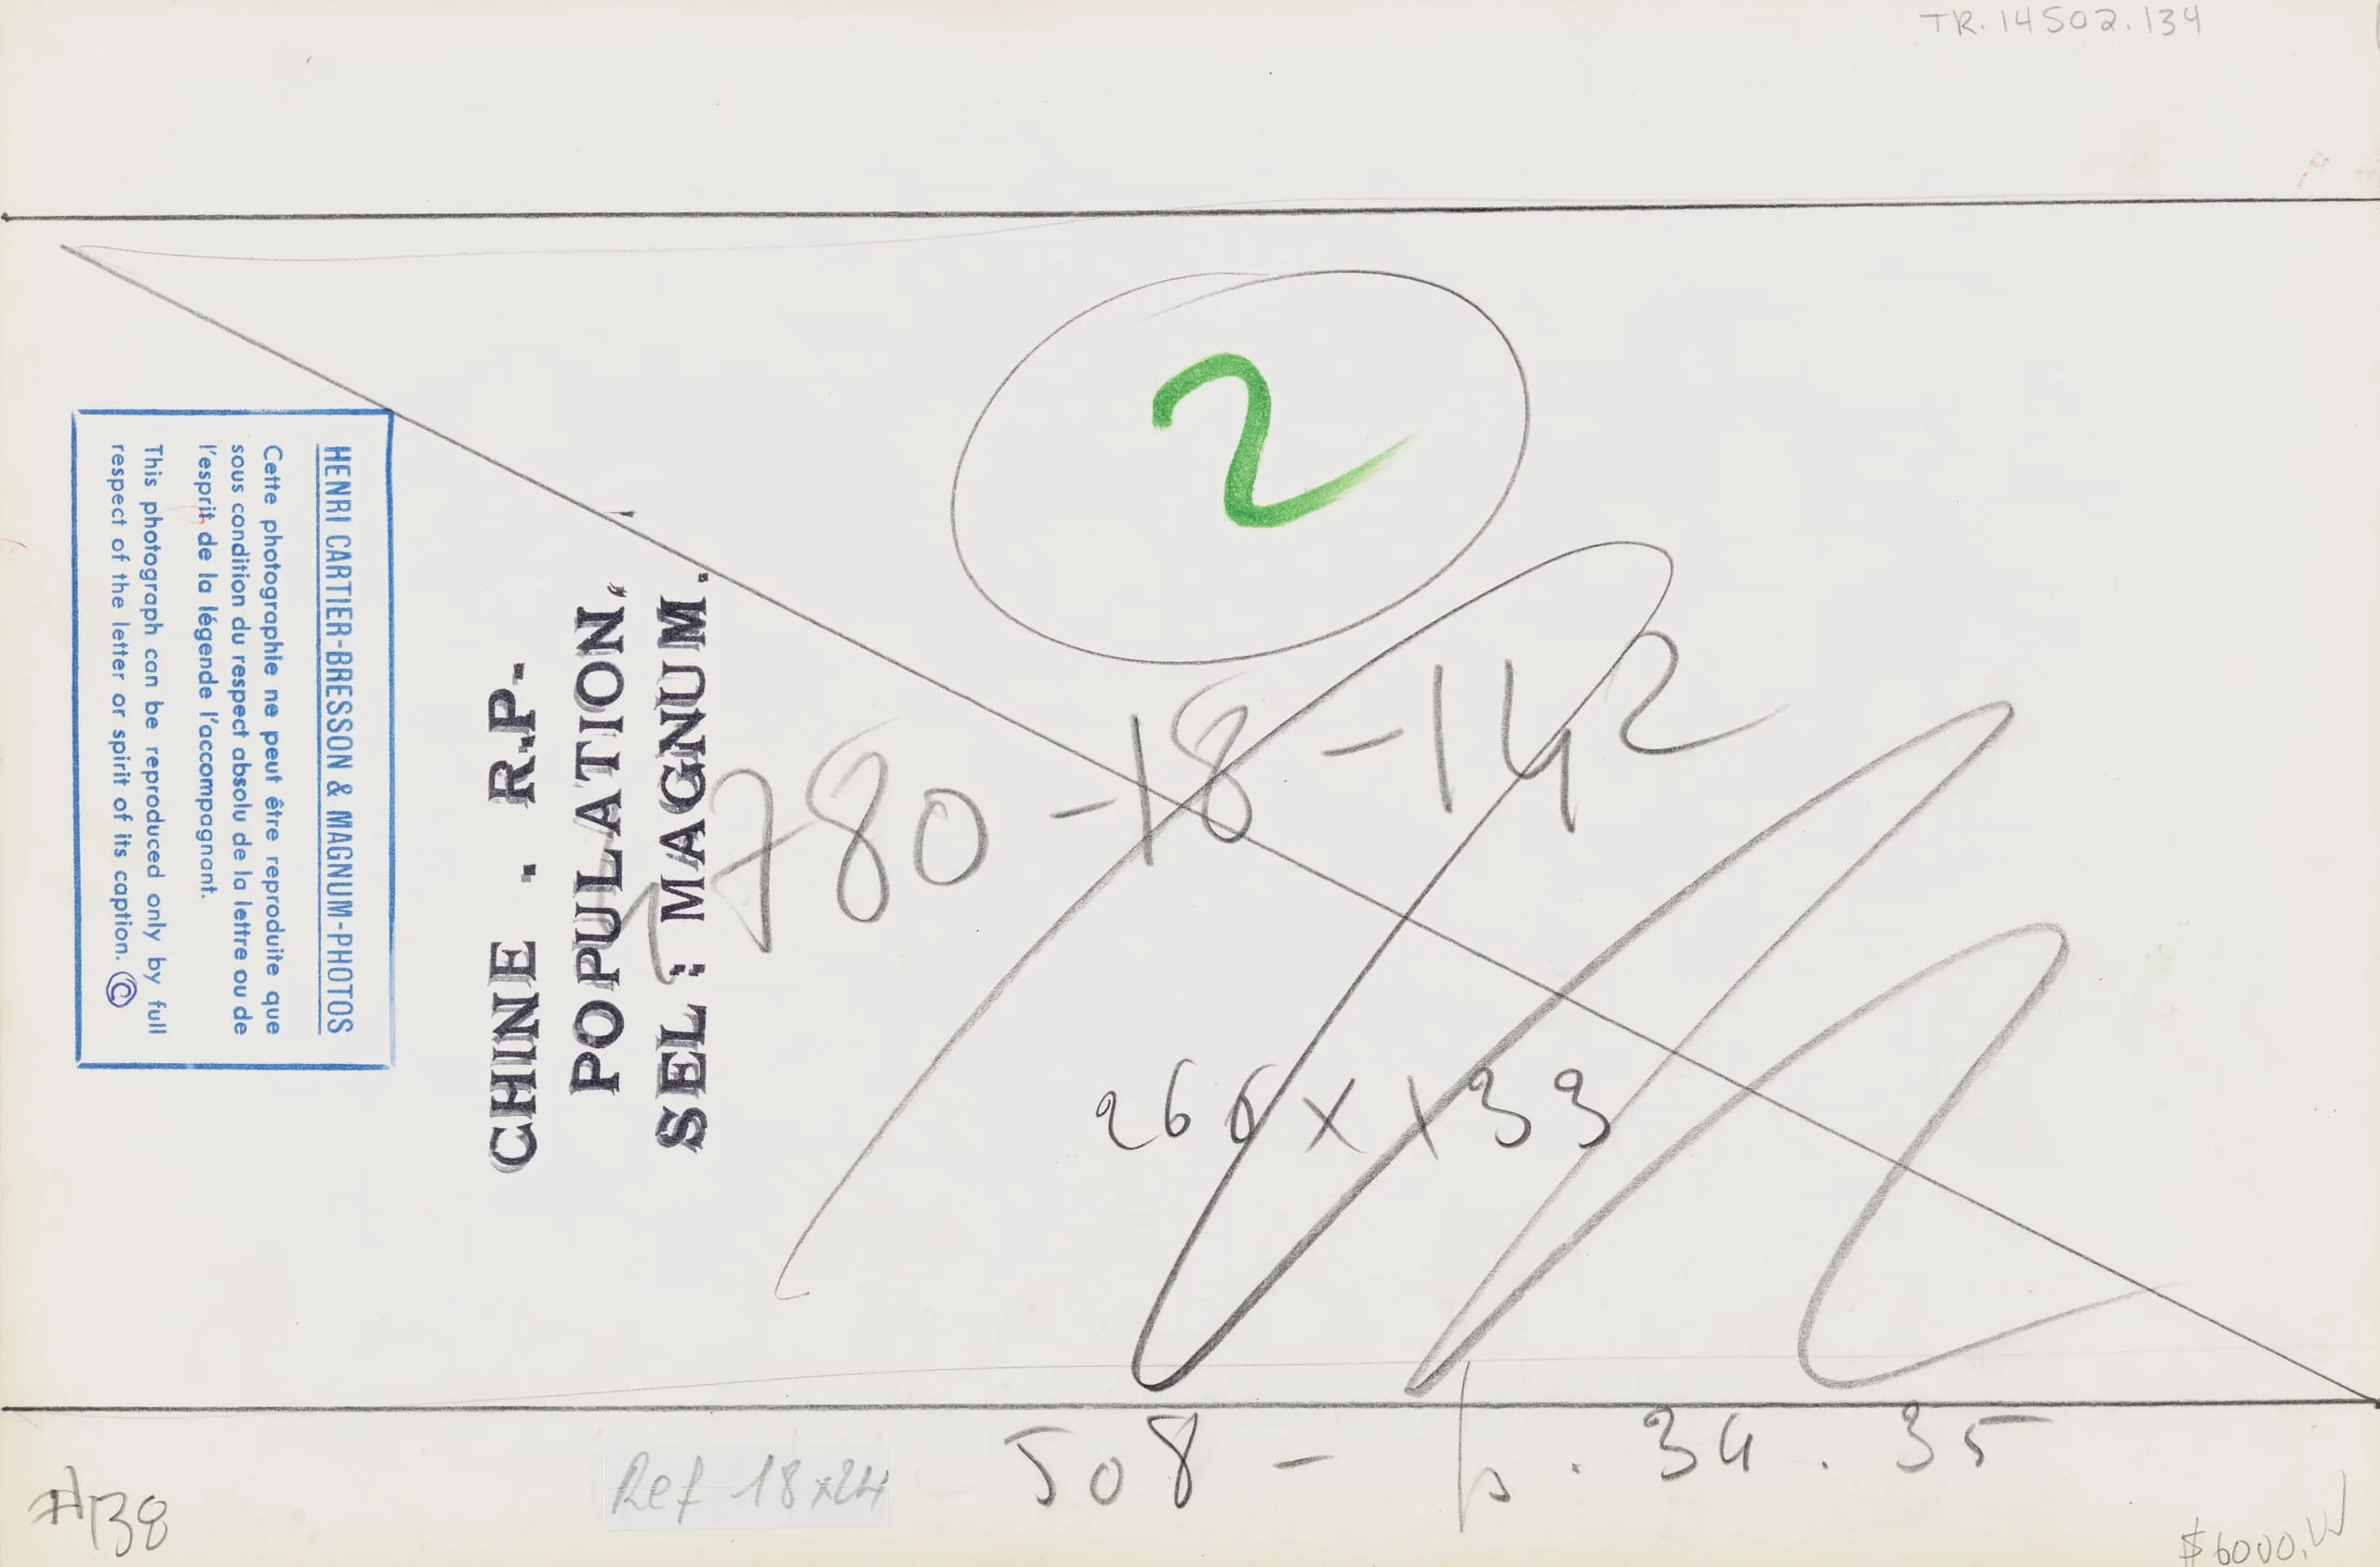 TR.14502.134
2
HENRI CARTIER-BRESSON & MAGNUM-PHOTOS
Cette photographie ne peut être reproduite que
sous condition du respect absolu de la lettre ou de
l'esprit de la légende l'accompagnant.
This photograph can be reproduced only by full
respect of the letter or spirit of its caption. ©
CHINE . R.P.
POPULATION.
SEL : MAGNUM.
780-18-142
266 x x 33
508 - p. 34. 35
Ref 18x24
#138
$6000.